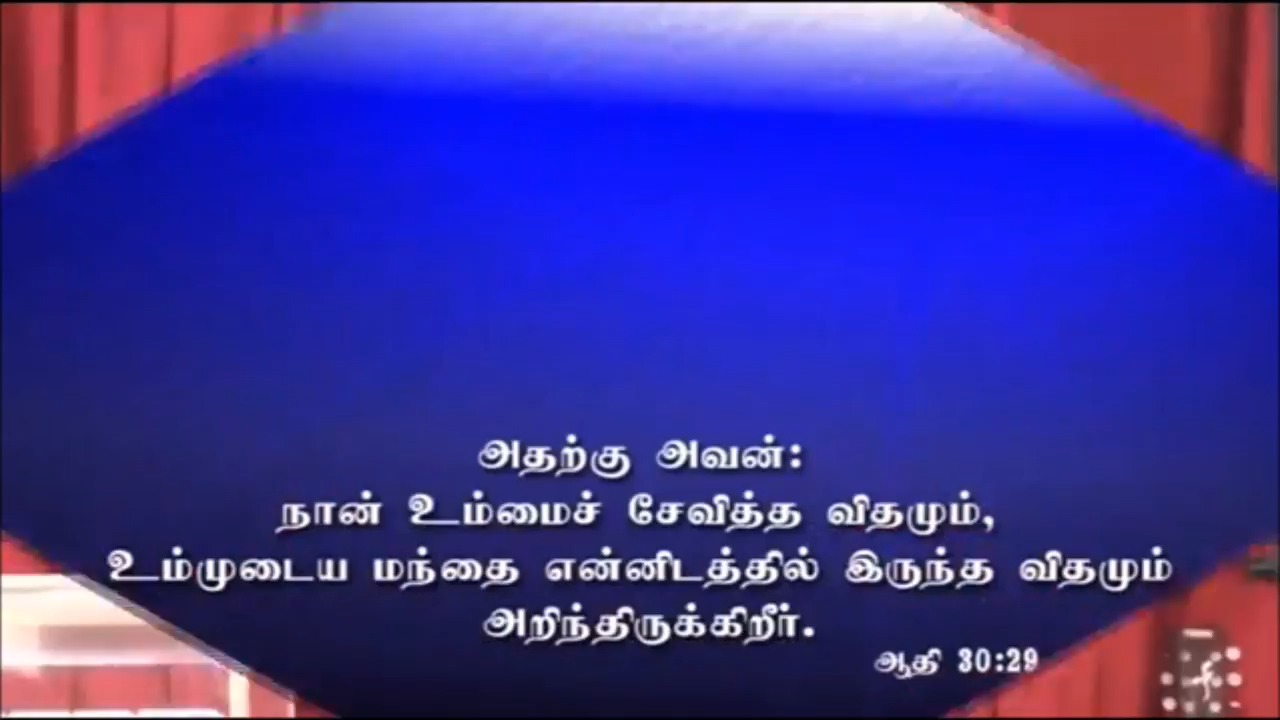 அதற்கு அவன்:
நான் உம்மைச் சேவித்த விதமும்,
உம்முடைய மந்தை என்னிடத்தில் இருந்த விதமும்
அறிந்திருக்கிறீர்.
ஆதி 30:29